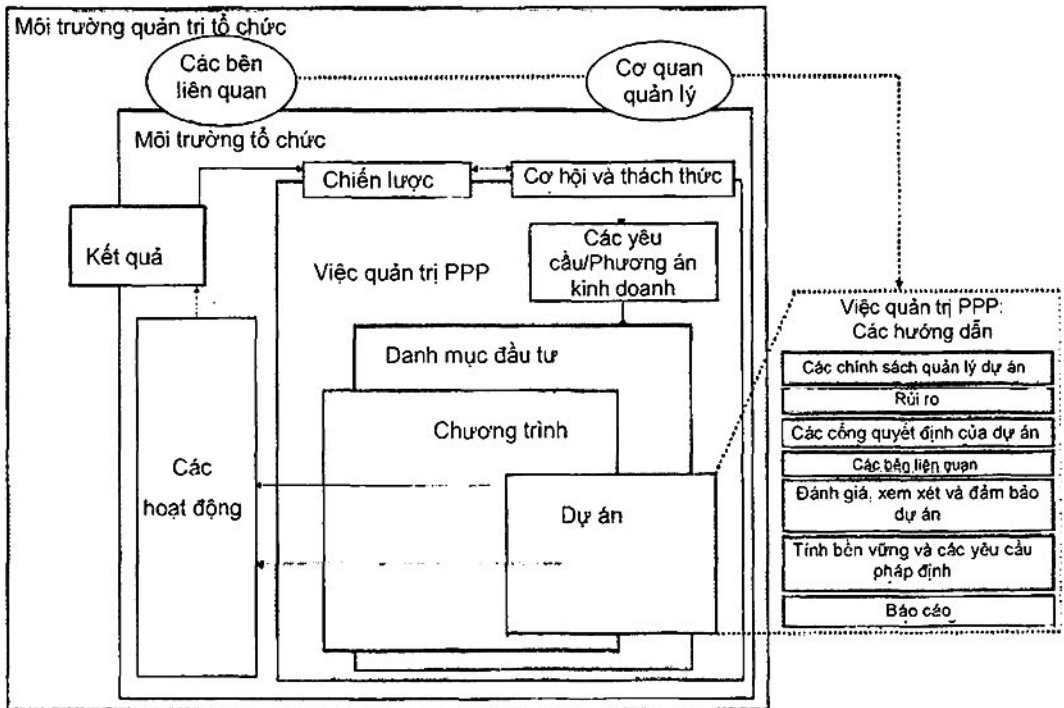 Môi trường quản trị tổ chức
Các bên
liên quan
Cơ quan
quản lý
Môi trường tổ chức
Chiến lược
Cơ hội và thách thức
Kết quả
Việc quản trị PPP
Các yêu
cầu/Phương án
kinh doanh
Việc quản trị PPP:
Các hướng dẫn
Danh mục đầu tư
Các chính sách quản lý dự án
Rủi ro
Chương trình
Các cổng quyết định của dự án
Các bên liên quan
Các
hoạt động
Dự án
Đánh giá, xem xét và đảm bảo
dự án
Tính bền vững và các yêu cầu
pháp định
Báo cáo